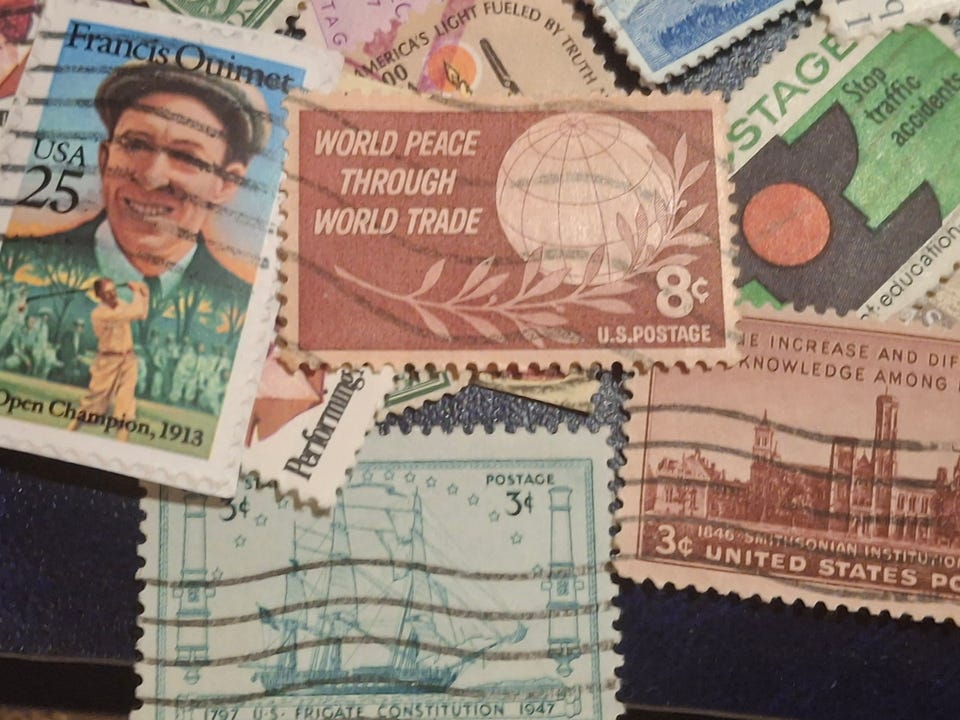 Francis Ouimet
USA
25
Open Champion, 1913
AMERICA'S LIGHT FUELED BY TRUTH
WORLD PEACE
THROUGH
WORLD TRADE
8¢
U.S.POSTAGE
STAGE
Stop
traffic
accidents
education
INCREASE AND DIF
KNOWLEDGE AMONG
3¢ 1846·SMITHSONIAN INSTITUTION
UNITED STATES PO
Performing
3¢
POSTAGE
3¢
1797 U·S· FRIGATE CONSTITUTION 1947